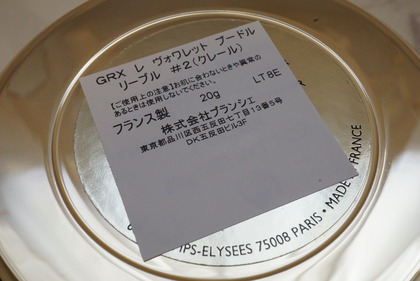 GRX レ ヴォワレット プードル
リーブル #2(クレール)
【ご使用上の注意】お肌に合わないときや異常の
あるときは使用しないでください。
20g
LT8E
フランス製
株式会社ブランシェ
東京都品川区西五反田七丁目13番5号
DK五反田ビル3F
PS-ELYSEES 75008 PARIS • MADE
FRANCE